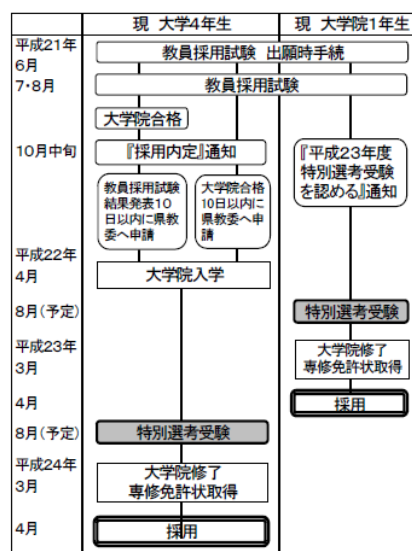 現 大学4年生
現 大学院1年生
平成21年
6月
教員採用試験 出願時手続
7・8月
教員採用試験
大学院合格
10月中旬
『採用内定』通知
『平成23年度
特別選考受験
を認める』通知
教員採用試験
結果発表10
日以内に県教
委へ申請
大学院合格
10日以内に
県教委へ申
請
平成22年
4月
大学院入学
8月(予定)
特別選考受験
平成23年
3月
大学院修了
専修免許状取得
4月
採用
8月(予定)
特別選考受験
平成24年
3月
大学院修了
専修免許状取得
4月
採用